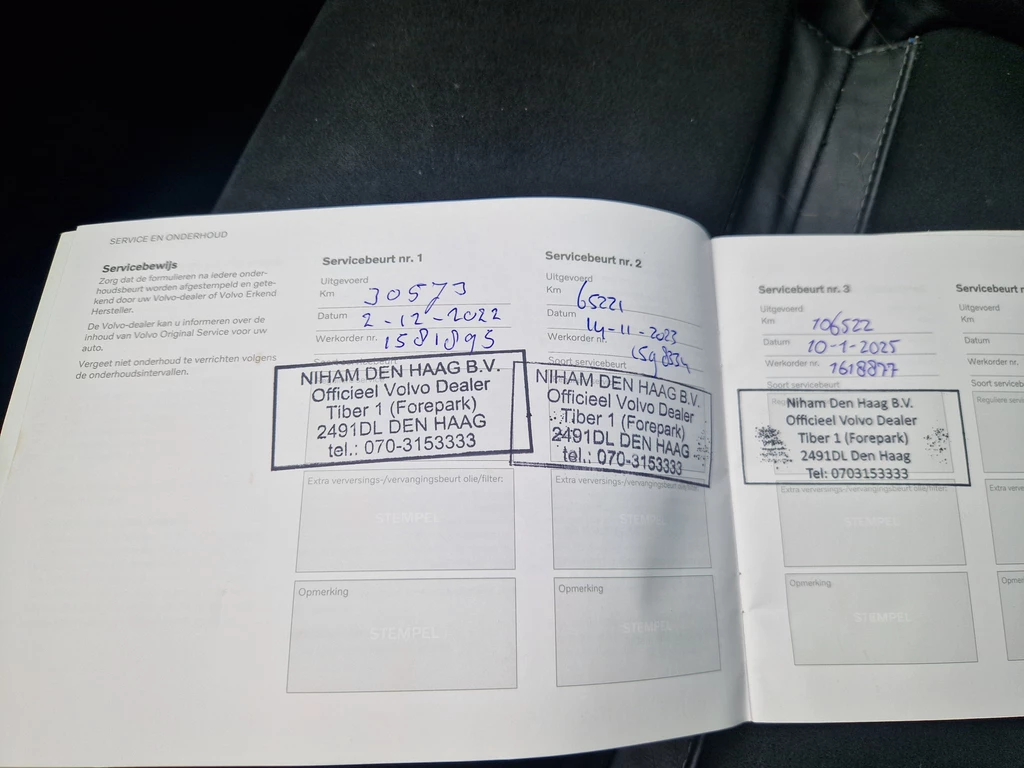 SERVICE EN ONDERHOUD
Servicebewijs
Zorg dat de formulieren na iedere onder-
houdsbeurt worden afgestempeld en gete-
kend door uw Volvo-dealer of Volvo Erkend
Hersteller.
De Volvo-dealer kan u informeren over de
inhoud van Volvo Original Service voor uw
auto.
Vergeet niet onderhoud te verrichten volgens
de onderhoudsintervallen.
Servicebeurt nr. 1
Uitgevoerd
Km 30573
Datum 2-12-2022
Werkorder nr. 1581895
NIHAM DEN HAAG B.V.
Officieel Volvo Dealer
Tiber 1 (Forepark)
2491DL DEN HAAG
tel.: 070-3153333
Extra verversings-/vervangingsbeurt olie/filter:
STEMPEL
Opmerking
STEMPEL
Servicebeurt nr. 2
Uitgevoerd
Km 65221
Datum 14-11-2023
Werkorder nr. 1598334
Soort servicebeurt
NIHAM DEN HAAG B.V.
Officieel Volvo Dealer
Tiber 1 (Forepark)
2491DL DEN HAAG
tel.: 070-3153333
Extra verversings-/vervangingsbeurt olie/filter:
STEMPEL
Opmerking
STEMPEL
Servicebeurt nr. 3
Uitgevoerd
Km 106522
Datum 10-1-2025
Werkorder nr. 1618877
Soort servicebeurt
Niham Den Haag B.V.
Officieel Volvo Dealer
Tiber 1 (Forepark)
2491DL Den Haag
Tel: 0703153333
Extra verversings-/vervangingsbeurt olie/filter:
STEMPEL
Opmerking
STEMPEL
Servicebeurt n
Uitgevoerd
Km
Datum
Werkorder nr.
Soort servicebe
Reguliere servi
Extra verversi
Opmerking